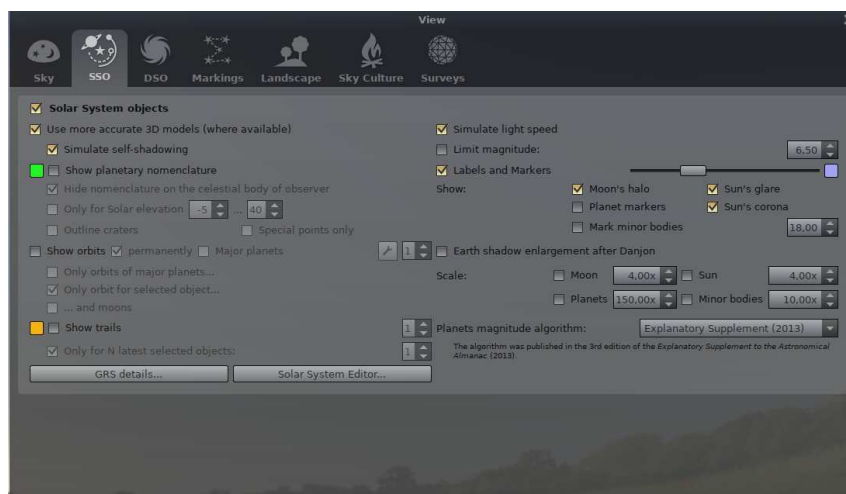 View
Sky SSO DSO Markings Landscape Sky Culture Surveys
Solar System objects
Use more accurate 3D models (where available)
Simulate self-shadowing
Show planetary nomenclature
Hide nomenclature on the celestial body of observer
Only for Solar elevation -5 ... 40
Outline craters Special points only
Show orbits permanently Major planets 1
Only orbits of major planets...
Only orbit for selected object...
... and moons
Show trails 1
Only for N latest selected objects: 1
GRS details... Solar System Editor...
Simulate light speed
Limit magnitude: 6,50
Labels and Markers
Show: Moon's halo Sun's glare
Planet markers Sun's corona
Mark minor bodies 18,00
Earth shadow enlargement after Danjon
Scale: Moon 4,00x Sun 4,00x
Planets 150,00x Minor bodies 10,00x
Planets magnitude algorithm: Explanatory Supplement (2013)
The algorithm was published in the 3rd edition of the Explanatory Supplement to the Astronomical
Almanac (2013).